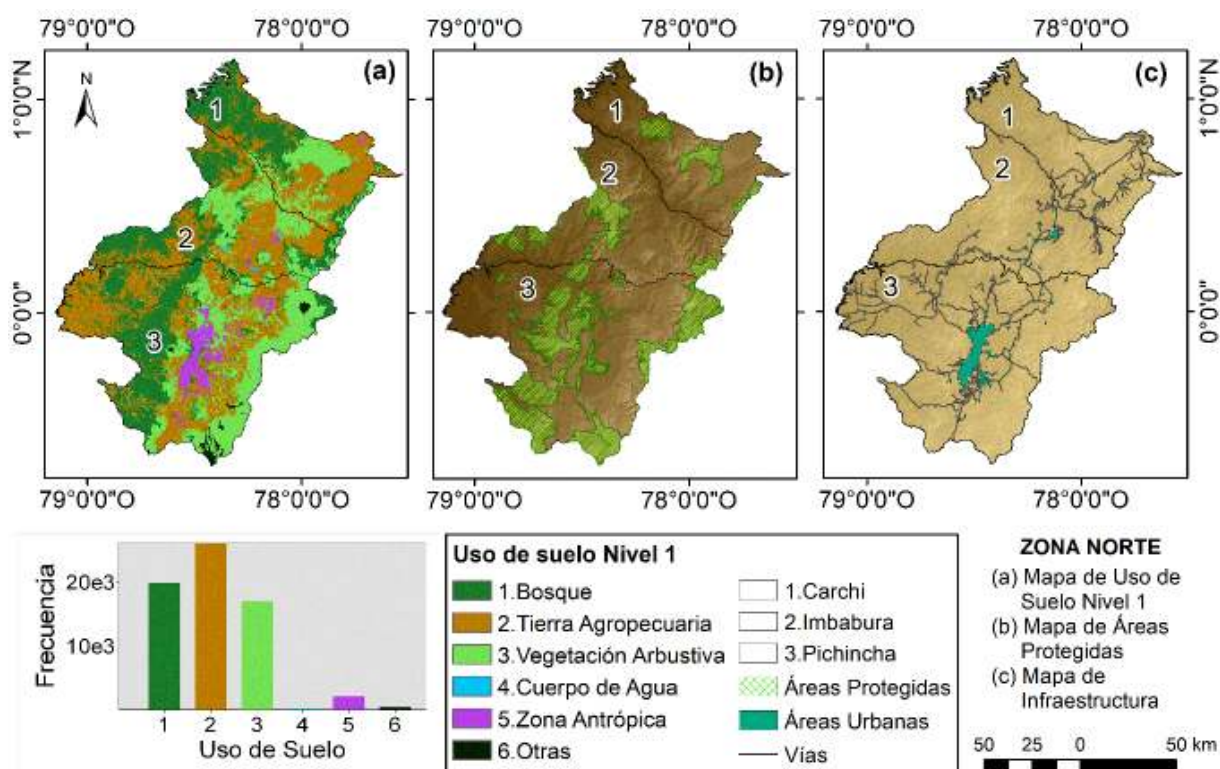 79°0'0"O 78°0'0"O
79°0'0"O 78°0'0"O
79°0'0"O 78°0'0"O
1°0'0"N
0°0'0"
N
(a)
1
2
3
(b)
1
2
3
(c)
1
2
3
1°0'0"N
0°0'0"
79°0'0"O 78°0'0"O
79°0'0"O 78°0'0"O
79°0'0"O 78°0'0"O
Frecuencia
20e3
10e3
1 2 3 4 5 6
Uso de Suelo
Uso de suelo Nivel 1
1.Bosque
2.Tierra Agropecuaria
3.Vegetación Arbustiva
4.Cuerpo de Agua
5.Zona Antrópica
6.Otras
1.Carchi
2.Imbabura
3.Pichincha
Áreas Protegidas
Áreas Urbanas
Vías
ZONA NORTE
(a) Mapa de Uso de
Suelo Nivel 1
(b) Mapa de Áreas
Protegidas
(c) Mapa de
Infraestructura
50 25 0 50 km